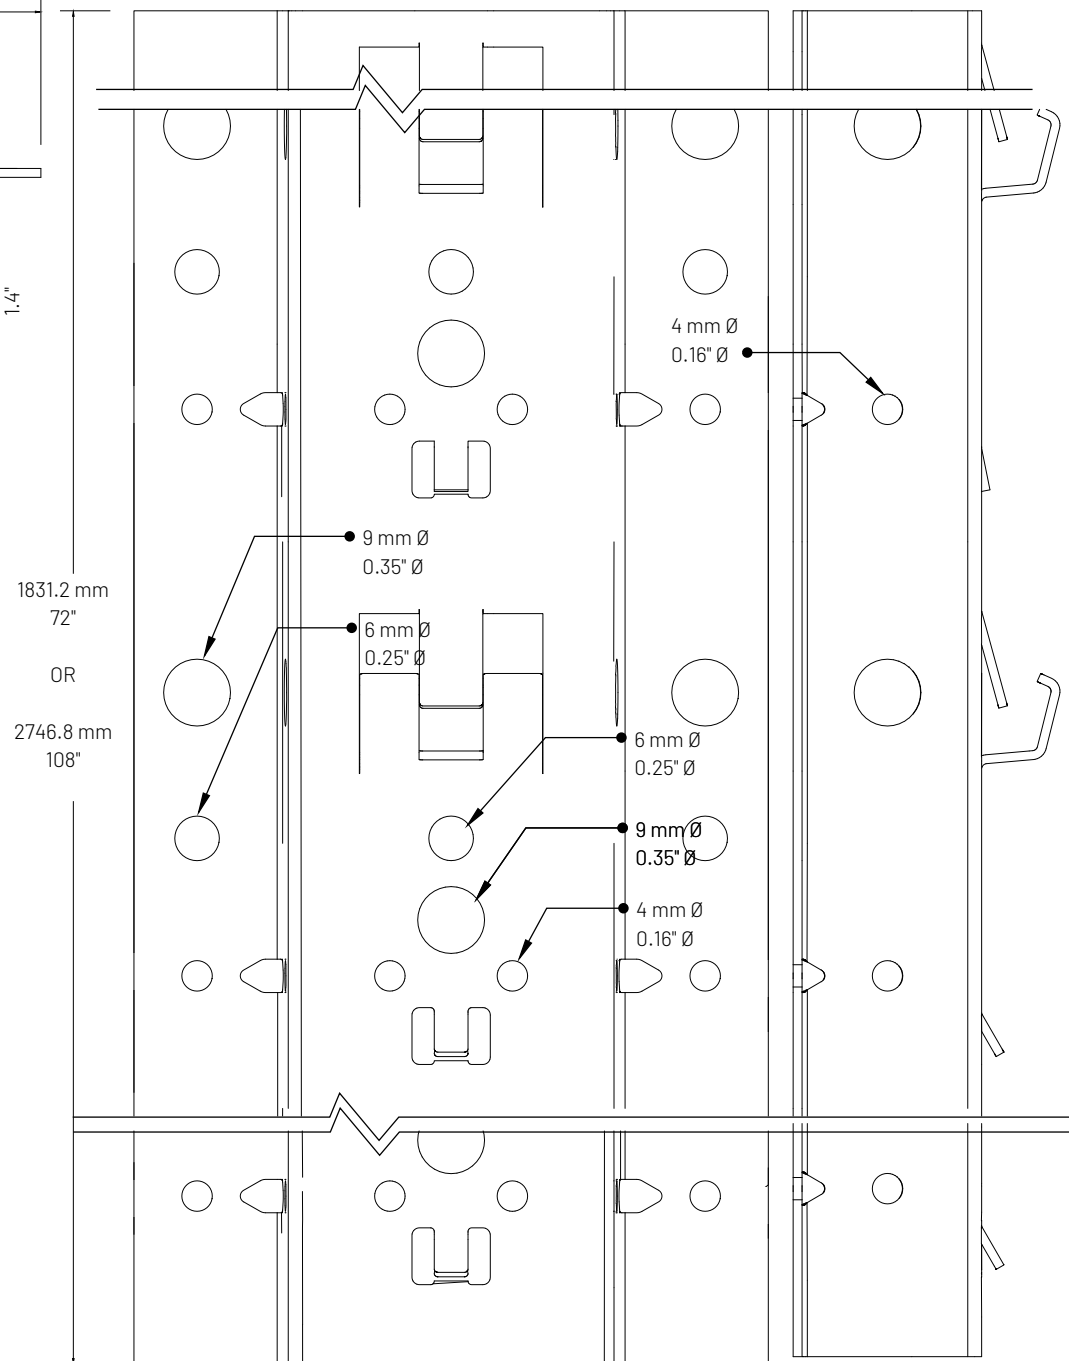 1.4"
4 mm Ø
0.16" Ø
9 mm Ø
0.35" Ø
1831.2 mm
72"
OR
2746.8 mm
108"
6 mm Ø
0.25" Ø
6 mm Ø
0.25" Ø
9 mm Ø
0.35" Ø
4 mm Ø
0.16" Ø